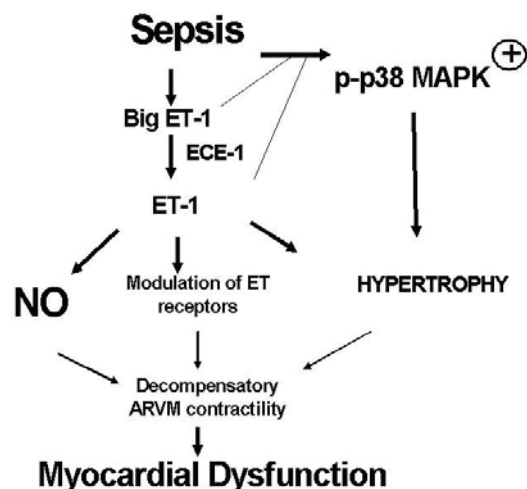 Sepsis
+
p-p38 MAPK
Big ET-1
ECE-1
ET-1
NO
Modulation of ET
receptors
HYPERTROPHY
Decompensatory
ARVM contractility
Myocardial Dysfunction